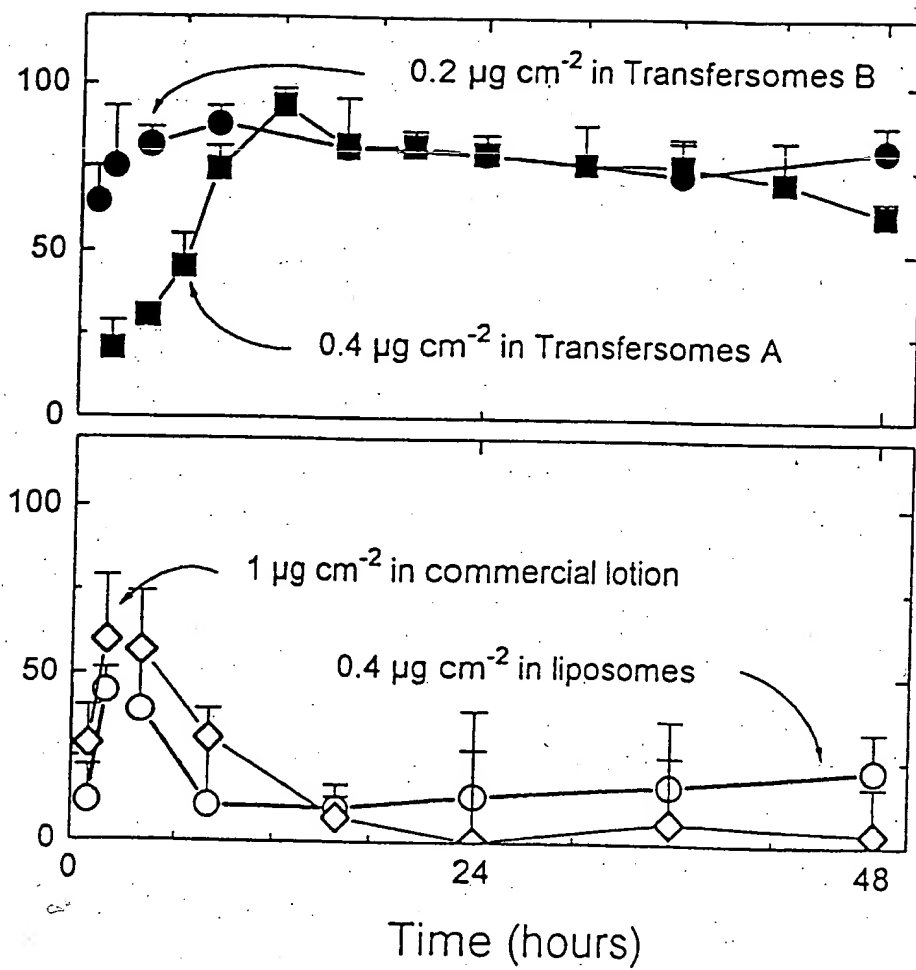 100
0.2 µg cm-2 in Transfersomes B
50
0.4 µg cm-2 in Transfersomes A
0
100
1 µg cm-2 in commercial lotion
50
0.4 µg cm-2 in liposomes
0
0
24
48
Time (hours)